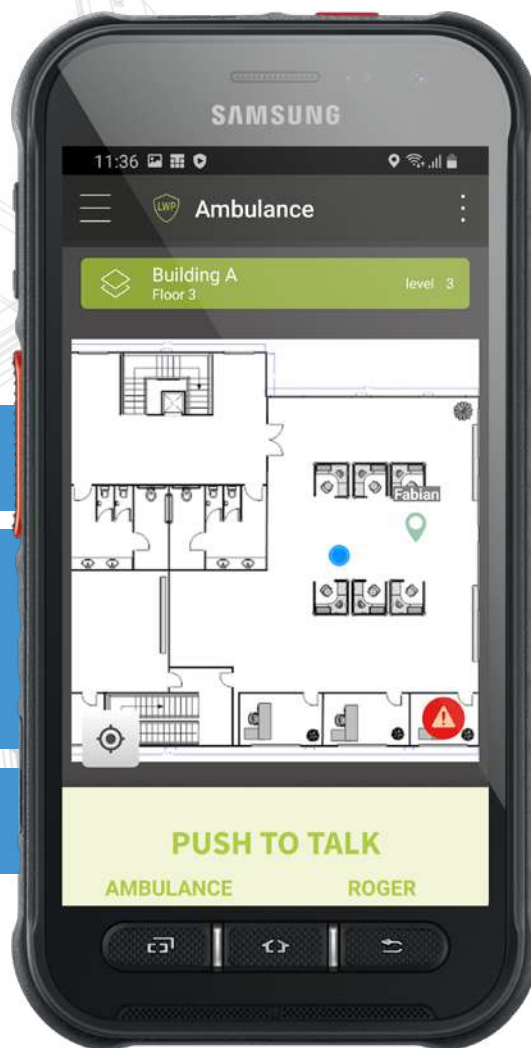 SAMSUNG
11:36
LWP
Ambulance
Building A
Floor 3
level 3
Fabian
PUSH TO TALK
AMBULANCE
ROGER